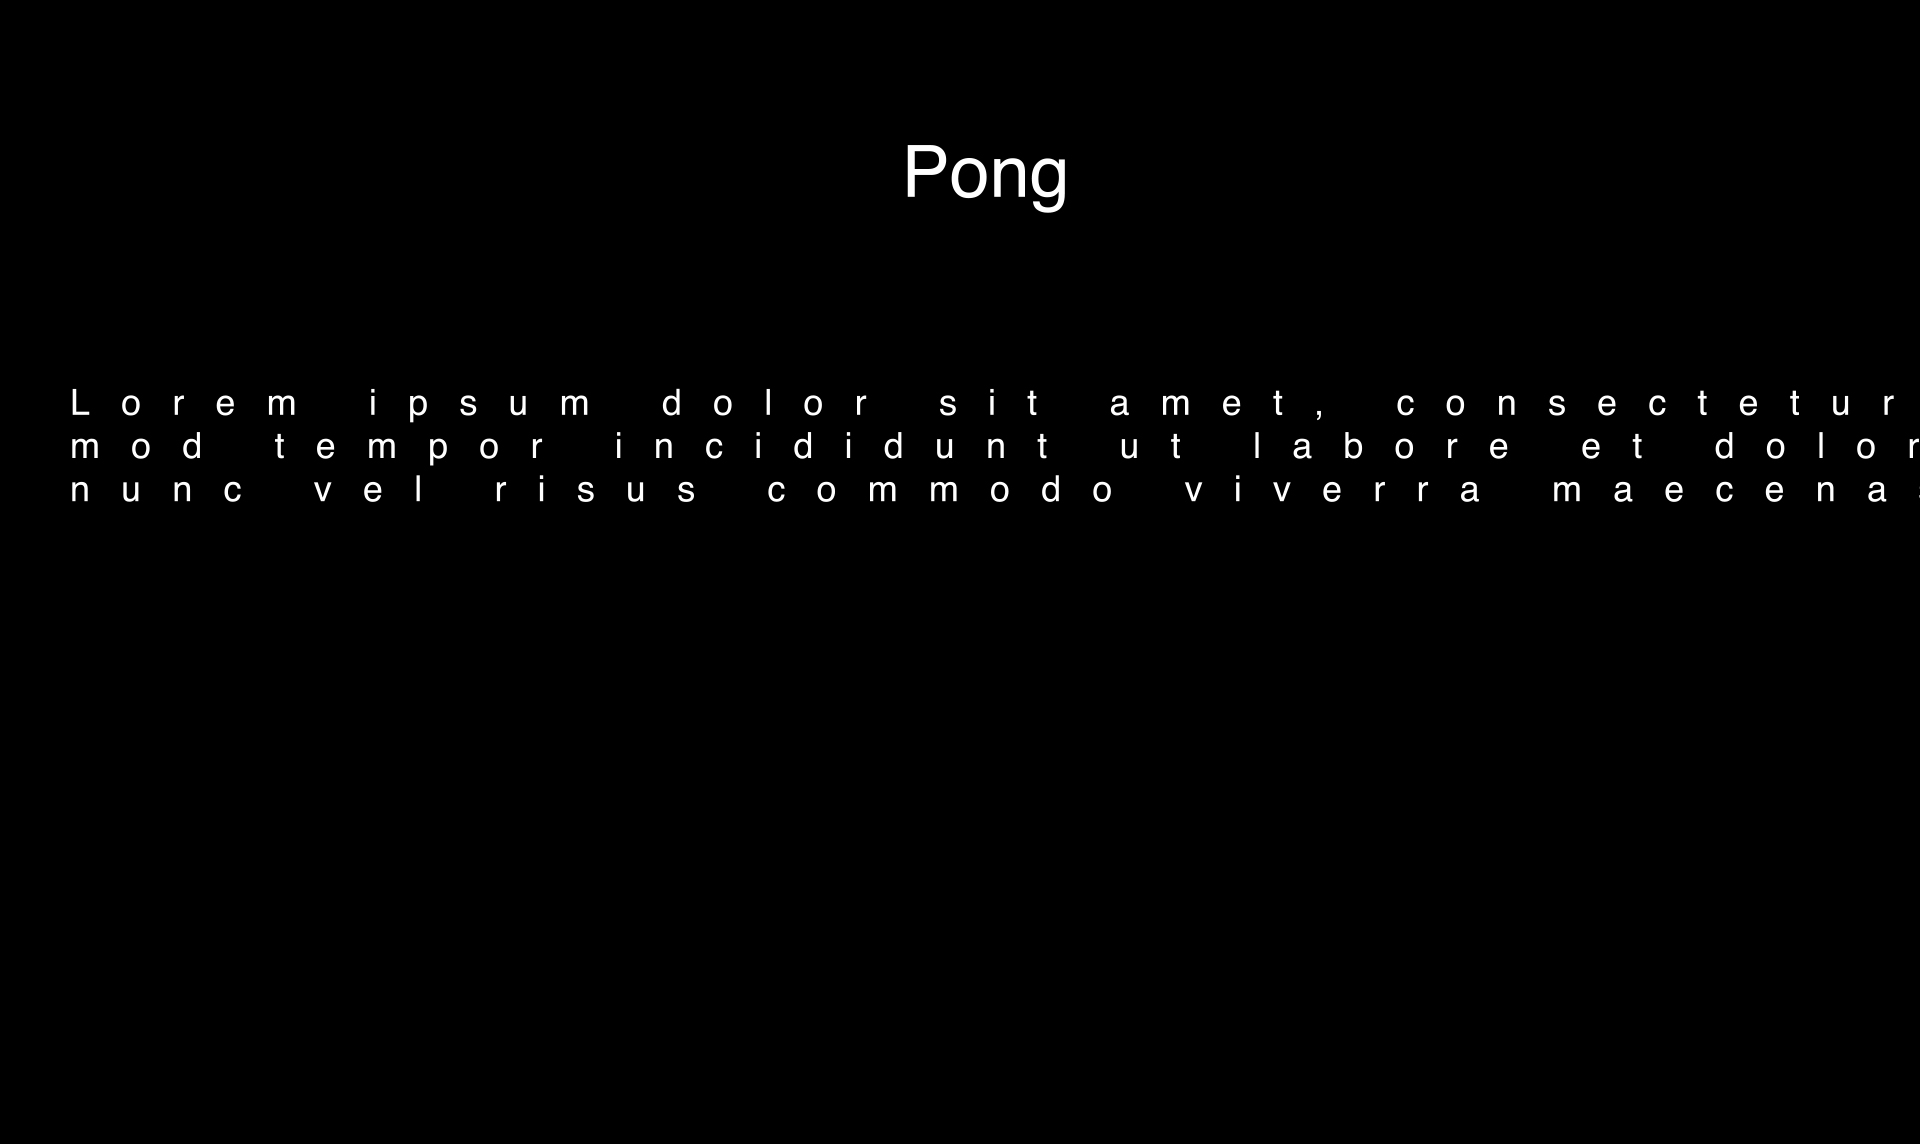 Pong
Lorem ipsum dolor sit amet, consectetur
mod tempor incididunt ut labore et dolor
nunc vel risus commodo viverra maecenas